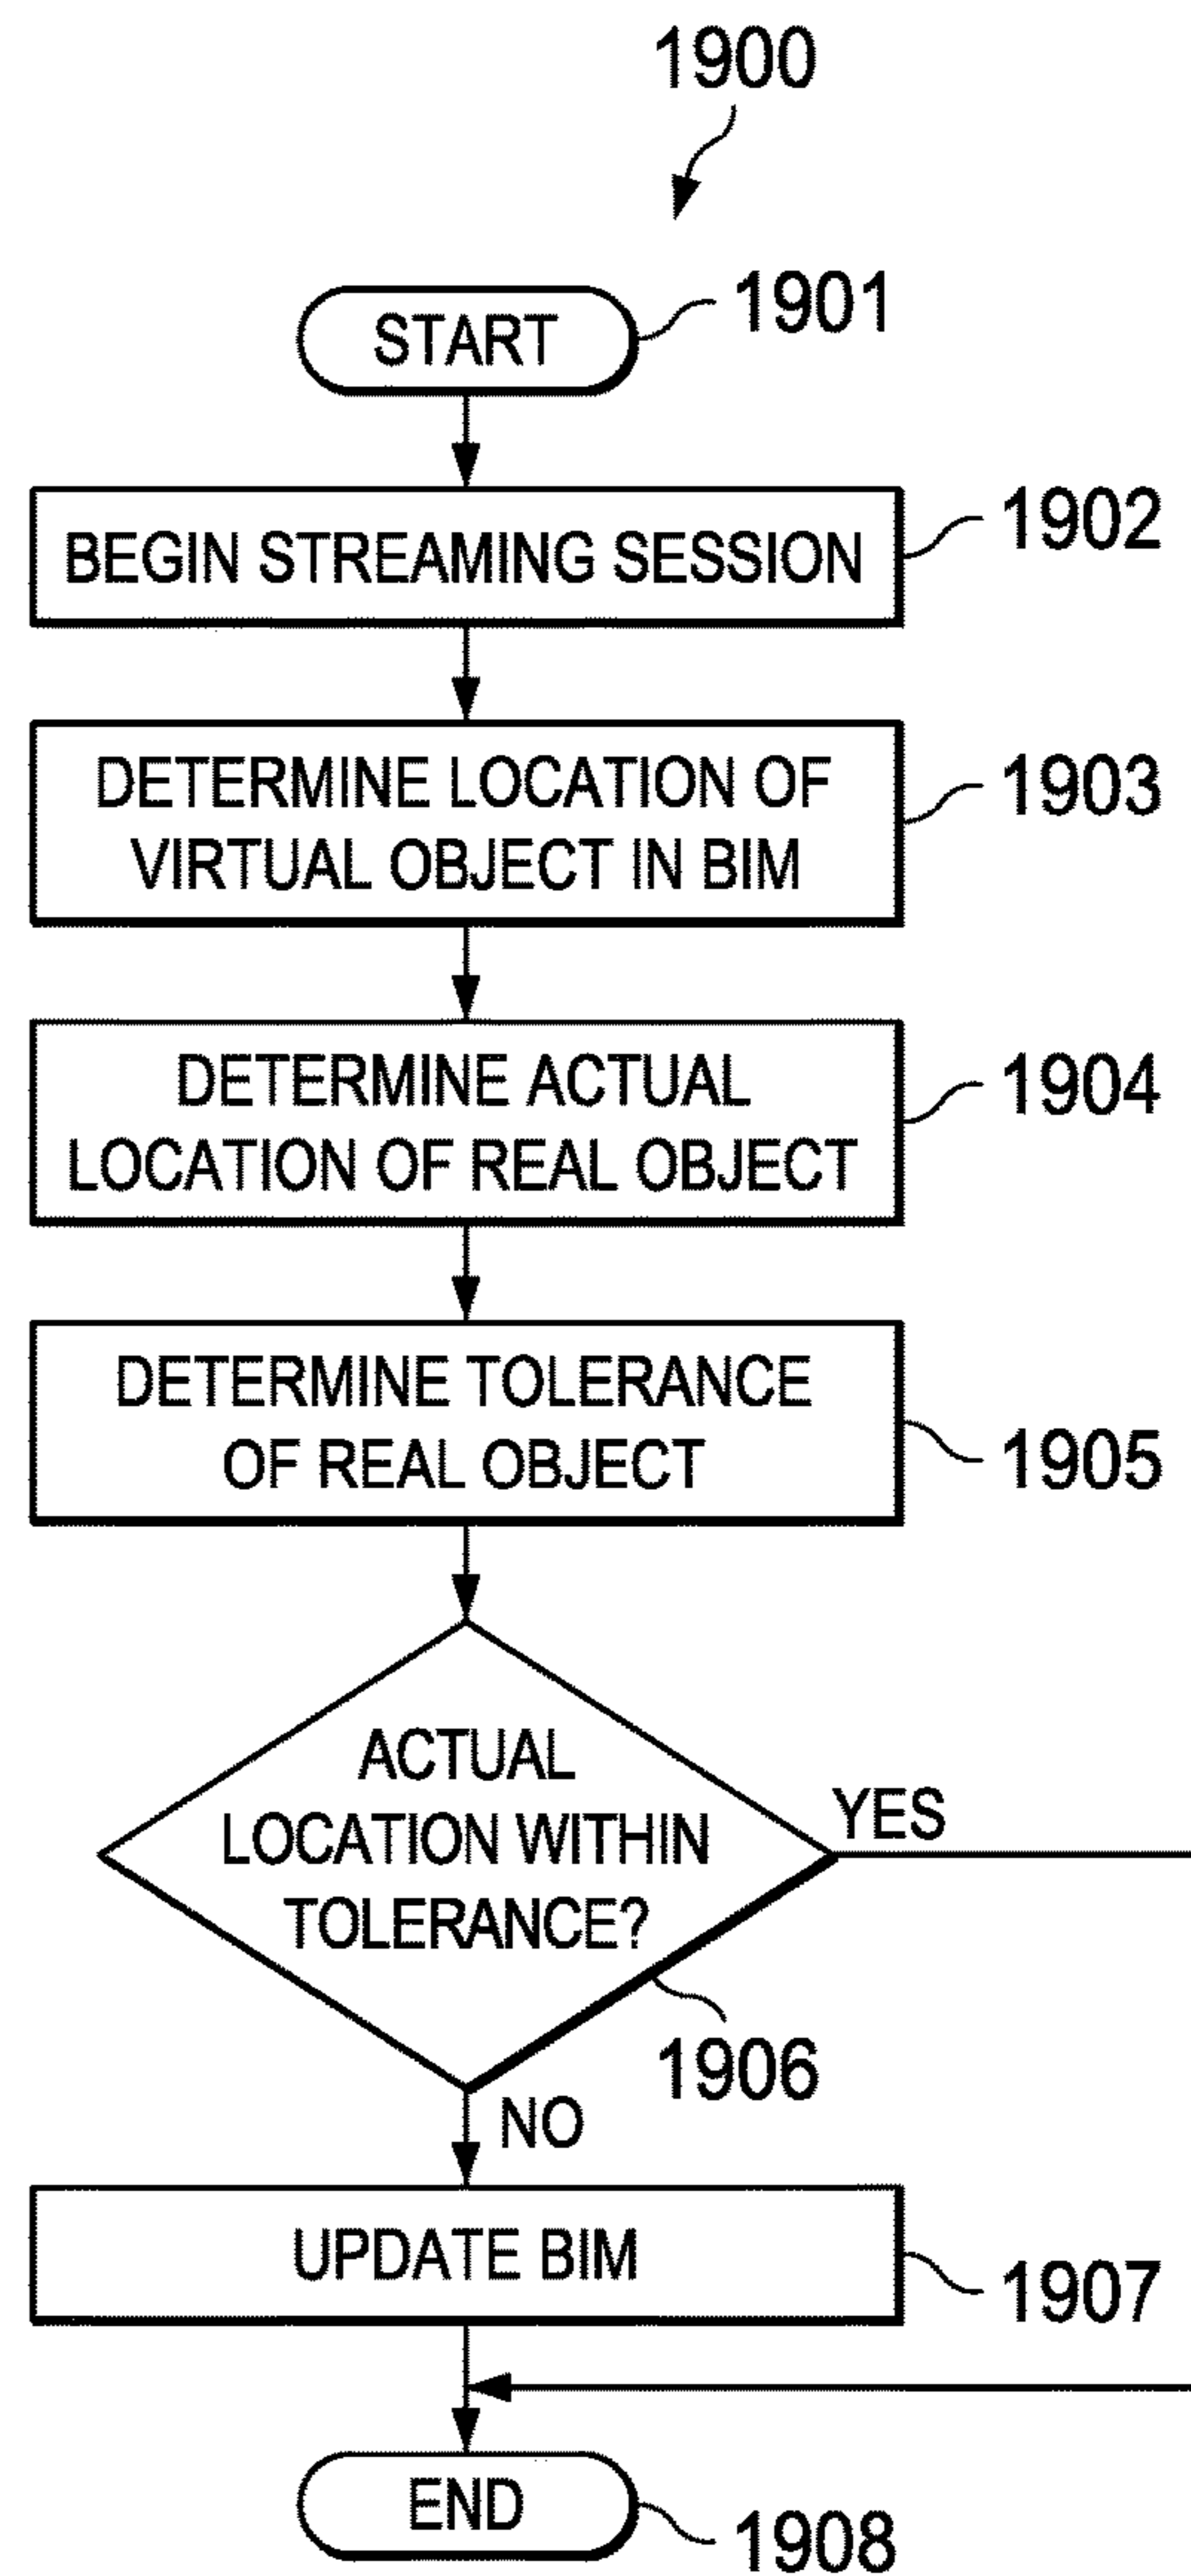 1900
START
1901
BEGIN STREAMING SESSION
1902
DETERMINE LOCATION OF
VIRTUAL OBJECT IN BIM
1903
DETERMINE ACTUAL
LOCATION OF REAL OBJECT
1904
DETERMINE TOLERANCE
OF REAL OBJECT
1905
ACTUAL
LOCATION WITHIN
TOLERANCE?
YES
1906
NO
UPDATE BIM
1907
END
1908